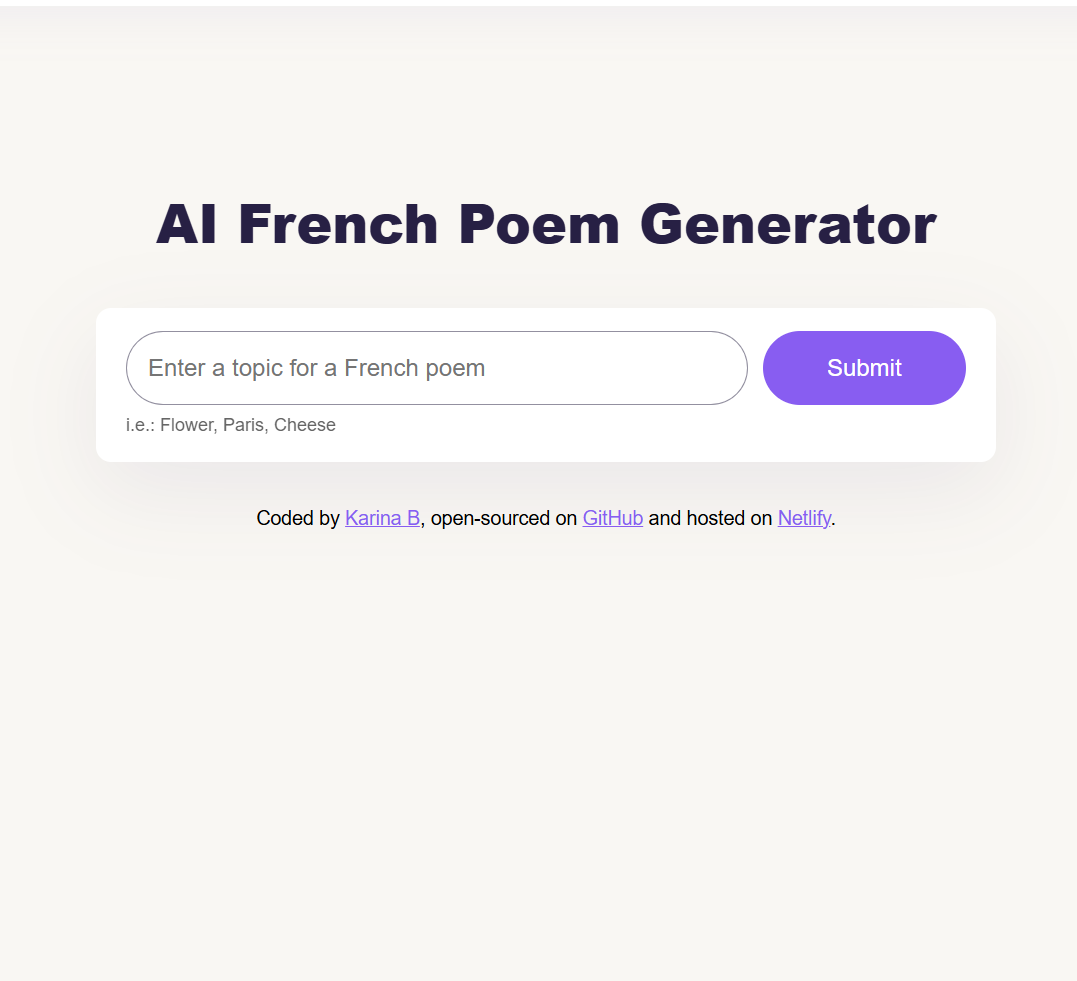 AI French Poem Generator
Enter a topic for a French poem
Submit
i.e.: Flower, Paris, Cheese
Coded by Karina B, open-sourced on GitHub and hosted on Netlify.